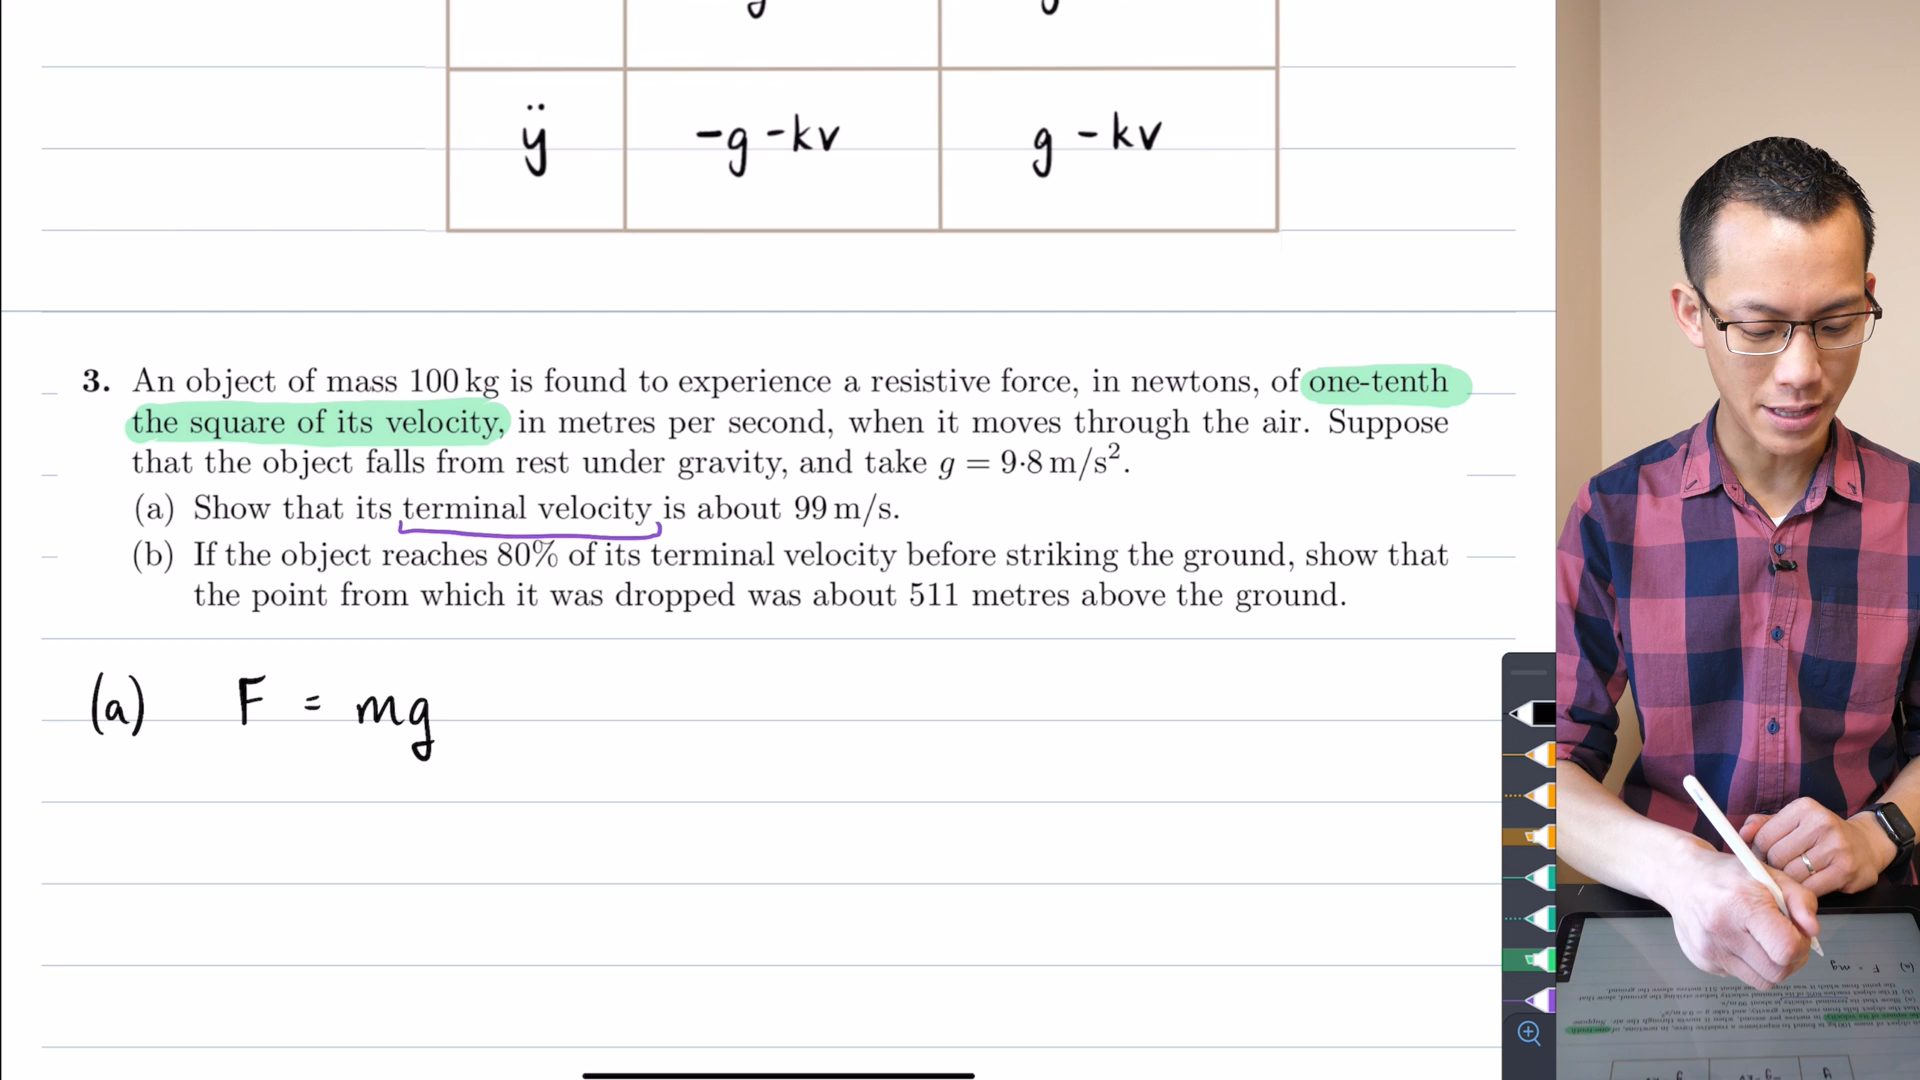 ÿ -g -kv g - kv
3. An object of mass 100 kg is found to experience a resistive force, in newtons, of one-tenth
the square of its velocity, in metres per second, when it moves through the air. Suppose
that the object falls from rest under gravity, and take g = 9·8 m/s².
(a) Show that its terminal velocity is about 99 m/s.
(b) If the object reaches 80% of its terminal velocity before striking the ground, show that
the point from which it was dropped was about 511 metres above the ground.
(a) F = mg